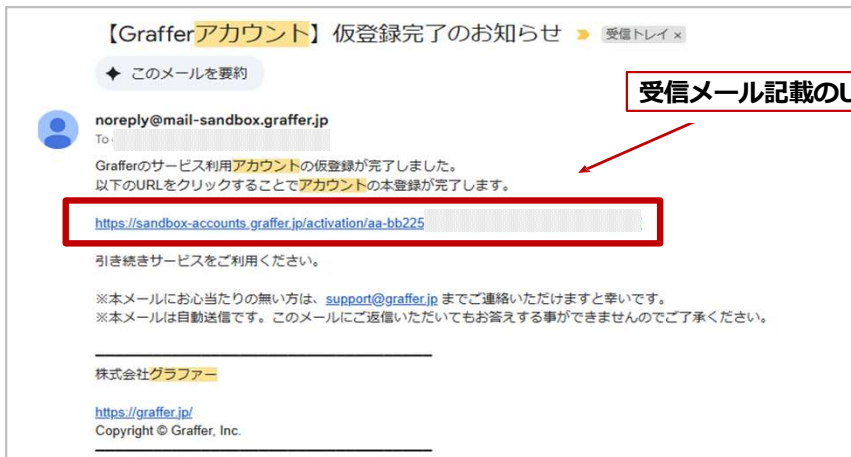 【Grafferアカウント】仮登録完了のお知らせ
受信トレイ ×
このメールを要約
受信メール記載のU
noreply@mail-sandbox.graffer.jp
To
Grafferのサービス利用アカウントの仮登録が完了しました。
以下のURLをクリックすることでアカウントの本登録が完了します。
https://sandbox-accounts.graffer.jp/activation/aa-bb225
引き続きサービスをご利用ください。
※本メールにお心当たりの無い方は、support@graffer.jp までご連絡いただけますと幸いです。
※本メールは自動送信です。このメールにご返信いただいてもお答えする事ができませんのでご了承ください。
株式会社グラファー
https://graffer.jp/
Copyright © Graffer, Inc.